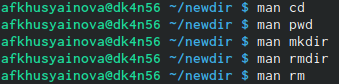 afkhusyainova@dk4n56 ~/newdir $ man cd
afkhusyainova@dk4n56 ~/newdir $ man pwd
afkhusyainova@dk4n56 ~/newdir $ man mkdir
afkhusyainova@dk4n56 ~/newdir $ man rmdir
afkhusyainova@dk4n56 ~/newdir $ man rm